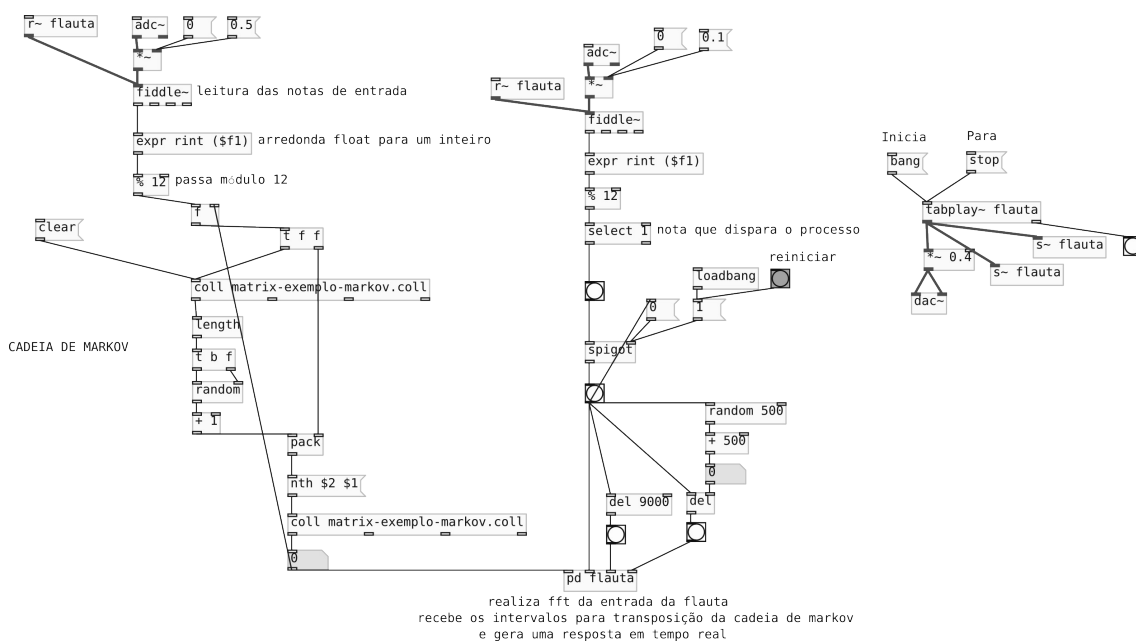 r~ flauta
adc~
0
0.5
*~
fiddle~
leitura das notas de entrada
expr rint ($f1)
arredonda float para um inteiro
% 12
passa módulo 12
f
clear
t f f
coll matrix-exemplo-markov.coll
length
CADEIA DE MARKOV
t b f
random
+ 1
pack
nth $2 $1
coll matrix-exemplo-markov.coll
0
adc~
0
0.1
*~
r~ flauta
fiddle~
expr rint ($f1)
% 12
select 1
nota que dispara o processo
reiniciar
loadbang
0
1
spigot
random 500
+ 500
0
del 9000
del
pd flauta
realiza fft da entrada da flauta
recebe os intervalos para transposição da cadeia de markov
e gera uma resposta em tempo real
Inicia
Para
bang
stop
tabplay~ flauta
*~ 0.4
s~ flauta
s~ flauta
dac~